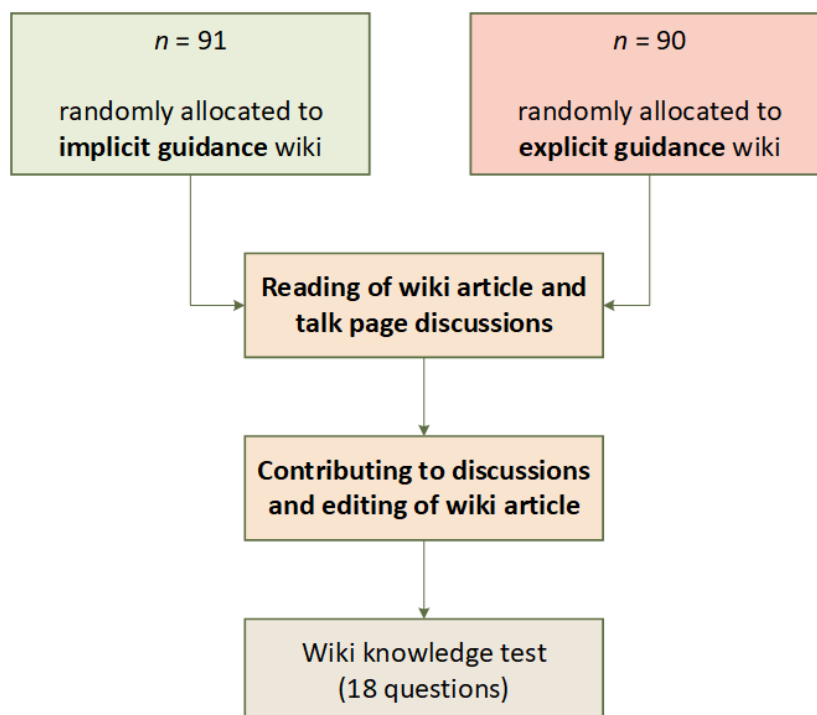 n = 91
randomly allocated to
implicit guidance wiki
n = 90
randomly allocated to
explicit guidance wiki
Reading of wiki article and
talk page discussions
Contributing to discussions
and editing of wiki article
Wiki knowledge test
(18 questions)